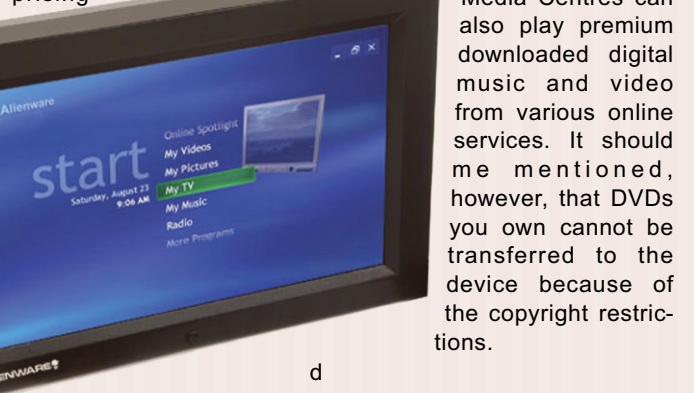 pricing
Media Centres can
also play premium
downloaded digital
music and video
from various online
services. It should
me mentioned,
however, that DVDs
you own cannot be
transferred to the
device because of
the copyright restric-
tions.
d
Alienware
start
Saturday, August 23
9:06 AM
Online Spotlight
My Videos
My Pictures
My TV
My Music
Radio
More Programs